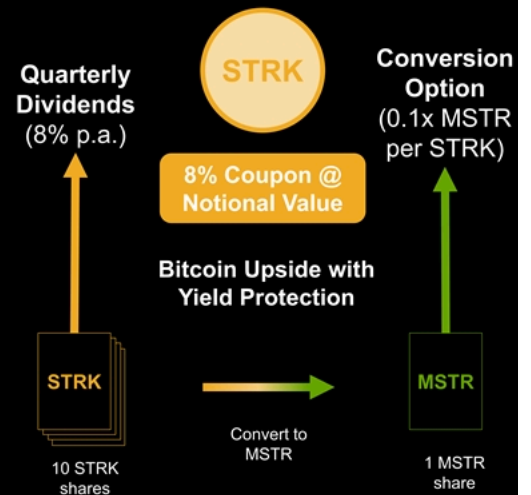 STRK
Quarterly
Dividends
(8% p.a.)
Conversion
Option
(0.1x MSTR
per STRK)
8% Coupon @
Notional Value
Bitcoin Upside with
Yield Protection
STRK
MSTR
Convert to
MSTR
10 STRK
shares
1 MSTR
share